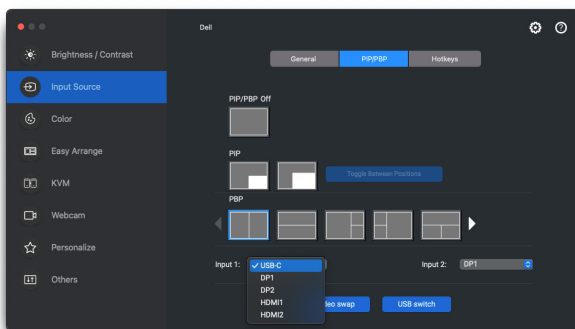 Dell
Brightness / Contrast
General
PIP/PBP
Hotkeys
Input Source
Color
PIP/PBP Off
Easy Arrange
PIP
KVM
Toggle Between Positions
PBP
Webcam
Personalize
Input 1:
✓ USB-C
Input 2:
DP1
DP1
Others
DP2
HDMI1
HDMI2
swap
USB switch